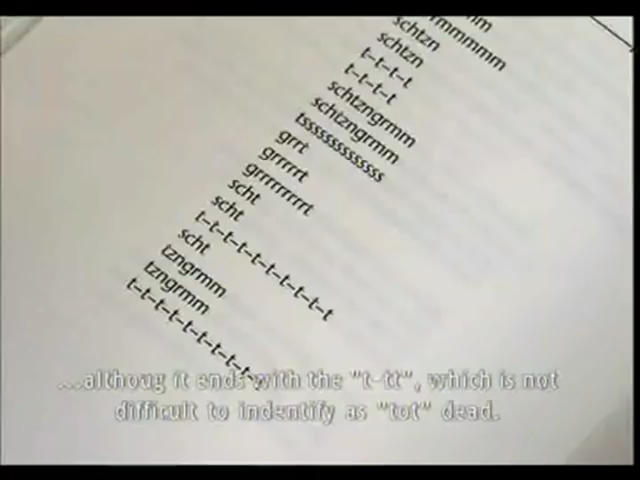 schtzn
schtzn
t-t-t-t
t-t-t-t
schtzngrmm
schtzngrmm
tsssssssssssss
grrt
grrrrrt
grrrrrrrrrt
scht
scht
t-t-t-t-t-t-t-t-t-t
scht
tzngrmm
tzngrmm
t-t-t-t-t-t-t-t-t-t
...althoug it ends with the "t-tt", which is not
difficult to indentify as "tot" dead.